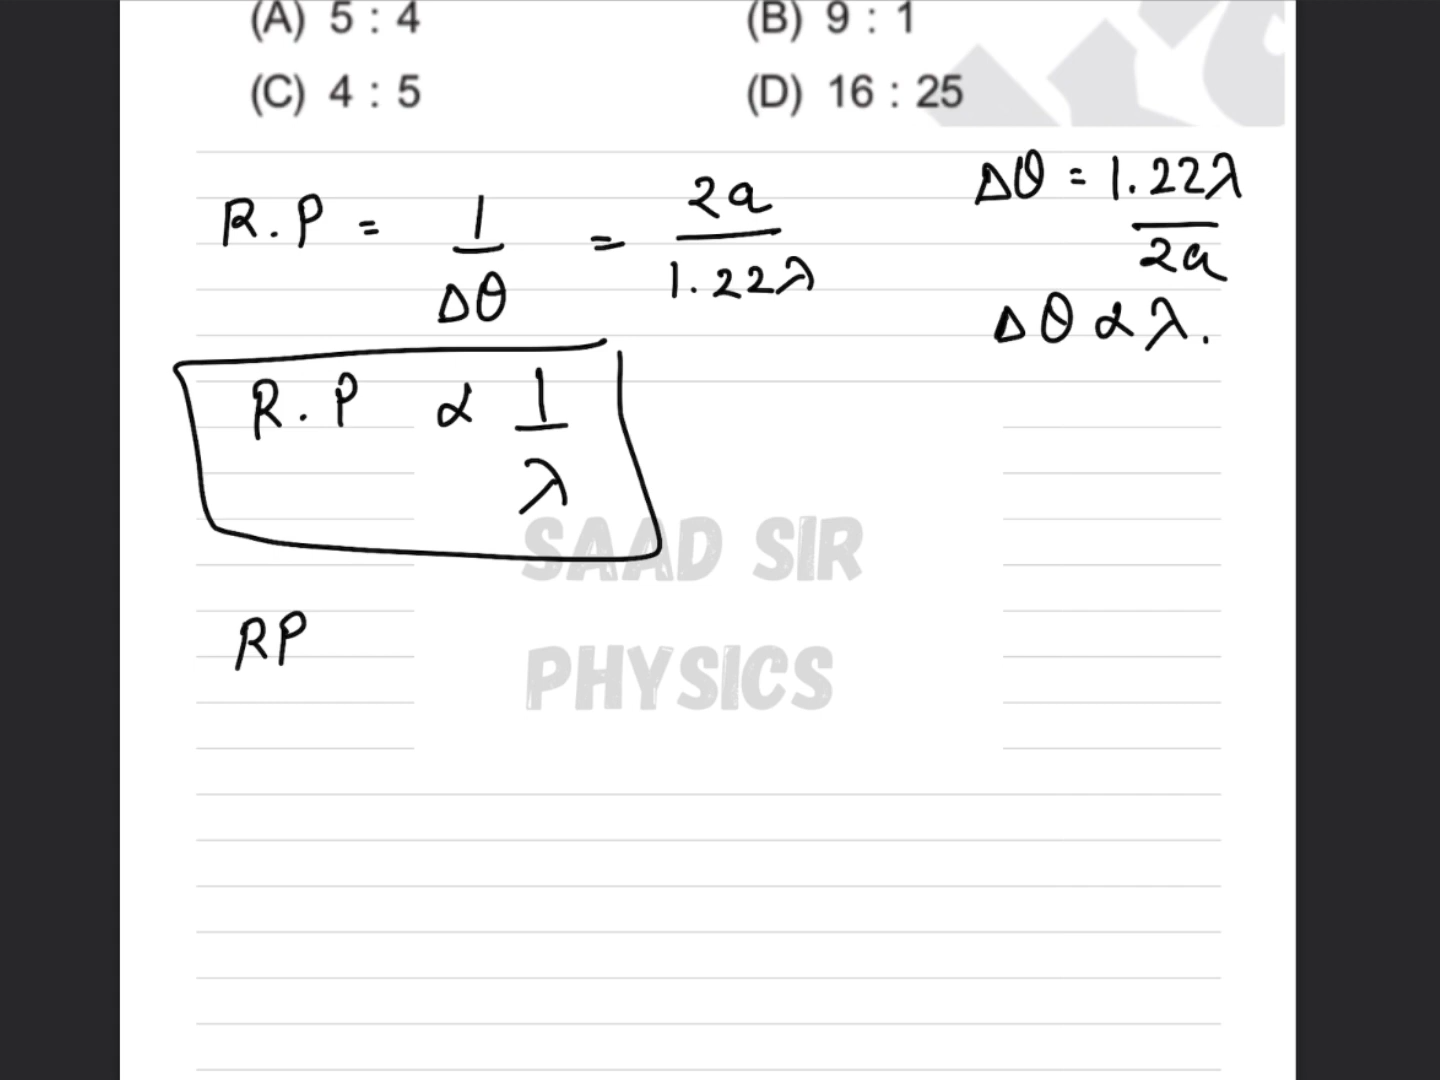 (A) 5 : 4 (B) 9 : 1
(C) 4 : 5 (D) 16 : 25
R.P = 1/Δθ = 2a/1.22λ
Δθ = 1.22λ/2a
Δθ ∝ λ.
R.P ∝ 1/λ
SAAD SIR
RP
PHYSICS